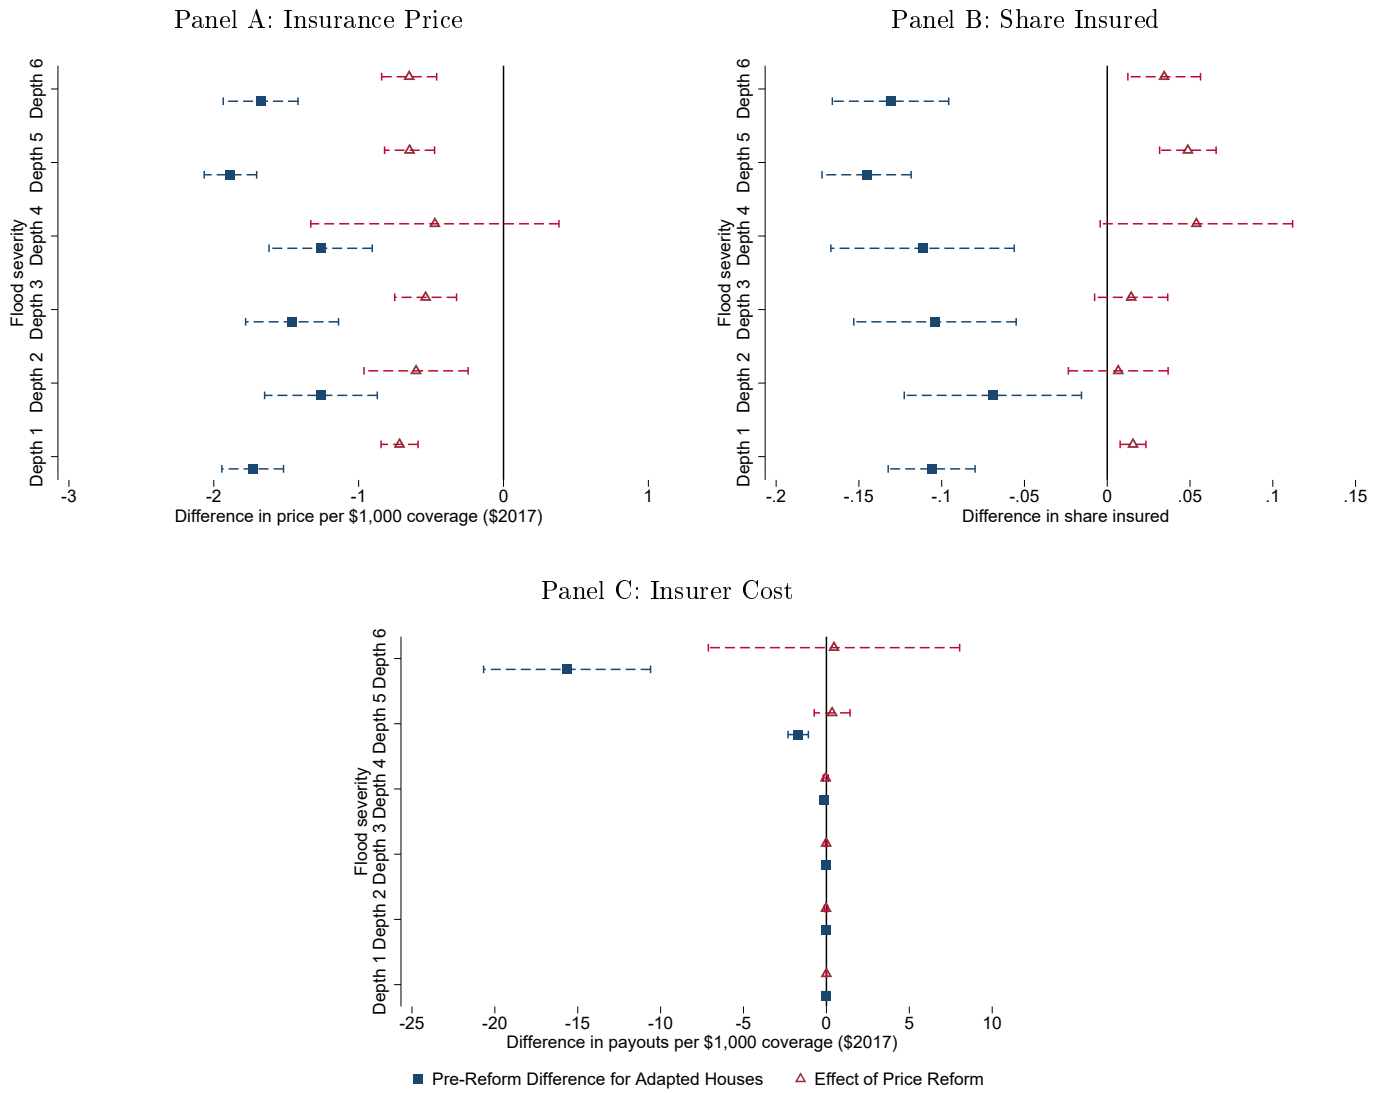 Panel A: Insurance Price
Flood severity
Depth 6
Depth 5
Depth 4
Depth 3
Depth 2
Depth 1
-3 -2 -1 0 1
Difference in price per $1,000 coverage ($2017)
Panel B: Share Insured
Flood severity
Depth 6
Depth 5
Depth 4
Depth 3
Depth 2
Depth 1
-.2 -.15 -.1 -.05 0 .05 .1 .15
Difference in share insured
Panel C: Insurer Cost
Flood severity
Depth 6
Depth 5
Depth 4
Depth 3
Depth 2
Depth 1
-25 -20 -15 -10 -5 0 5 10
Difference in payouts per $1,000 coverage ($2017)
Pre-Reform Difference for Adapted Houses
Effect of Price Reform